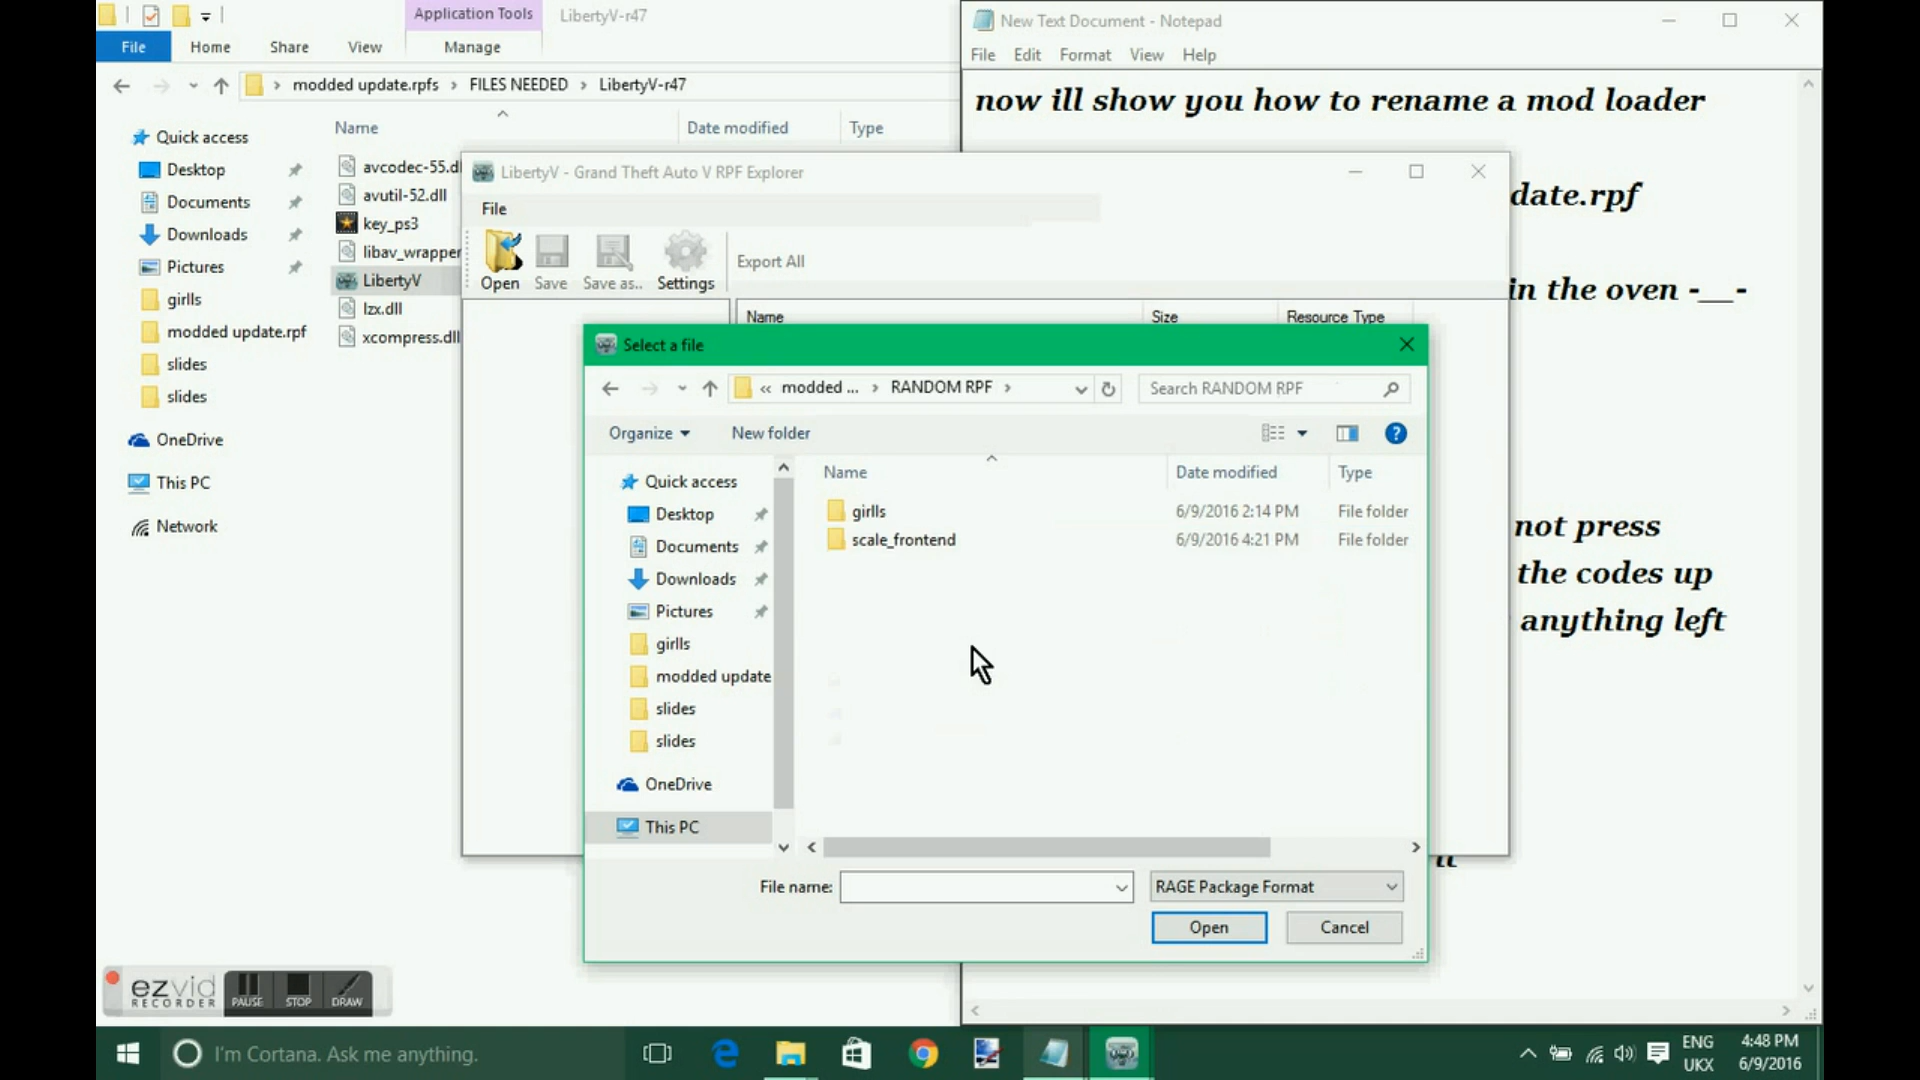 Application Tools
LibertyV-r47
File
Home
Share
View
Manage
modded update.rpfs
FILES NEEDED
LibertyV-r47
Name
Date modified
Type
Quick access
Desktop
Documents
Downloads
Pictures
girlls
modded update.rpf
slides
slides
OneDrive
This PC
Network
avcodec-55.dl
avutil-52.dll
key_ps3
libav_wrapper
LibertyV
lzx.dll
xcompress.dll
New Text Document - Notepad
File
Edit
Format
View
Help
now ill show you how to rename a mod loader
date.rpf
in the oven -__-
not press
the codes up
anything left
LibertyV - Grand Theft Auto V RPF Explorer
File
Open
Save
Save as..
Settings
Export All
Name
Size
Resource Type
Select a file
« modded ...
RANDOM RPF
Search RANDOM RPF
Organize
New folder
Name
Date modified
Type
Quick access
Desktop
Documents
Downloads
Pictures
girlls
modded update
slides
slides
OneDrive
This PC
girlls
6/9/2016 2:14 PM
File folder
scale_frontend
6/9/2016 4:21 PM
File folder
File name:
RAGE Package Format
Open
Cancel
ezvid
RECORDER
PAUSE
STOP
DRAW
I'm Cortana. Ask me anything.
ENG
UKX
4:48 PM
6/9/2016